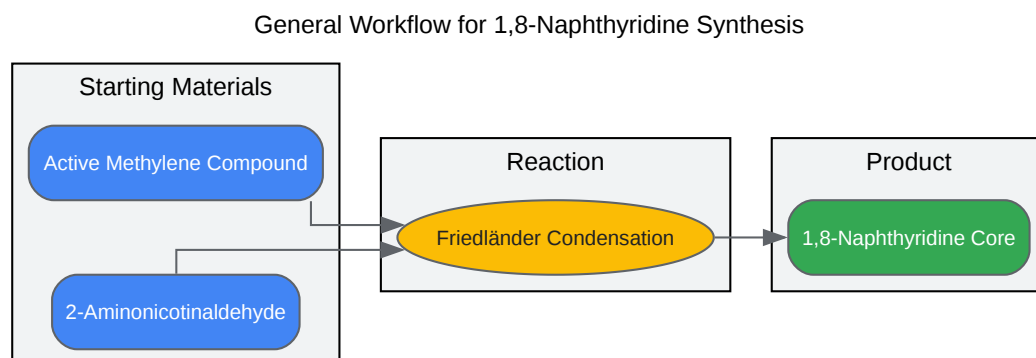 General Workflow for 1,8-Naphthyridine Synthesis
Starting Materials
Active Methylene Compound
2-Aminonicotinaldehyde
Reaction
Friedländer Condensation
Product
1,8-Naphthyridine Core